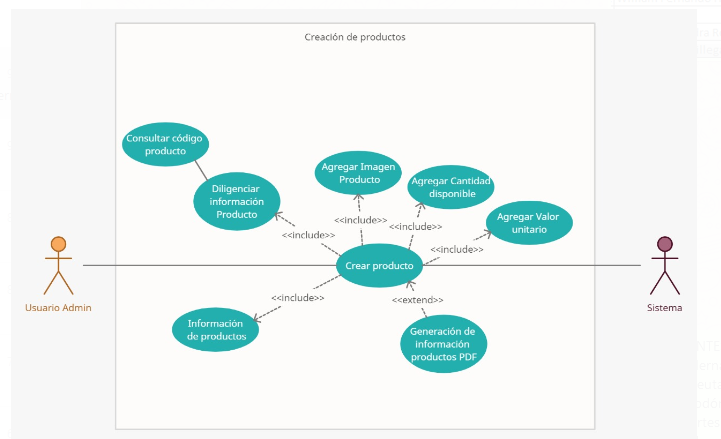 Creación de productos
Consultar código
producto
Agregar Imagen
Producto
Agregar Cantidad
disponible
Diligenciar
información
Producto
Agregar Valor
unitario
<<include>>
<<include>>
<<include>>
<<include>>
Crear producto
<<include>>
<<extend>>
Usuario Admin
Sistema
Información
de productos
Generación de
información
productos PDF